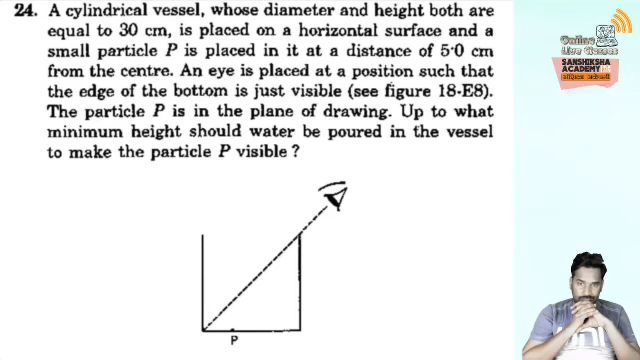 24. A cylindrical vessel, whose diameter and height both are
equal to 30 cm, is placed on a horizontal surface and a
small particle P is placed in it at a distance of 5·0 cm
from the centre. An eye is placed at a position such that
the edge of the bottom is just visible (see figure 18-E8).
The particle P is in the plane of drawing. Up to what
minimum height should water be poured in the vessel
to make the particle P visible ?
P
Online
Live Classes
SANSHIKSHA
ACADEMY